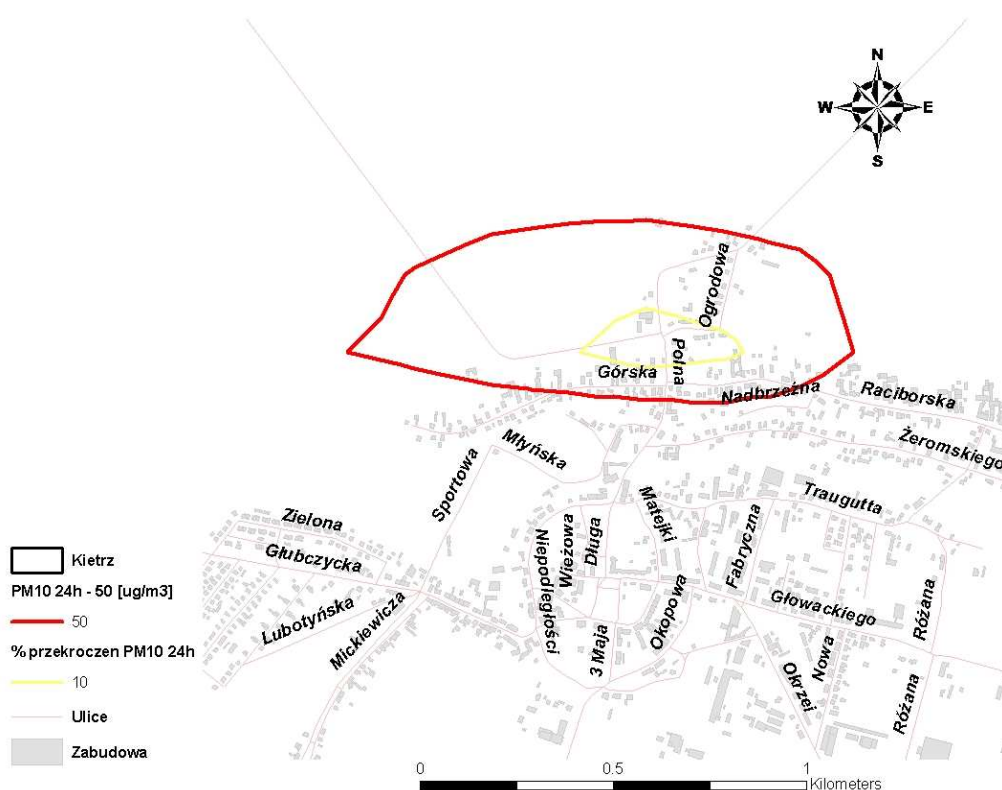 N
W E
S
Ogrodowa
Polna
Górska
Nadbrzeżna
Raciborska
Żeromskiego
Młyńska
Sportowa
Traugutta
Matejki
Fabryczna
Zielona
Głubczycka
Niepodległości
Wieżowa
Długa
Kietrz
PM10 24h - 50 [ug/m3]
50
Lubotyńska
Mickiewicza
3 Maja
Okopowa
Głowackiego
Różana
% przekroczen PM10 24h
10
Okrzei
Nowa
Różana
Ulice
Zabudowa
0 0.5 1
Kilometers